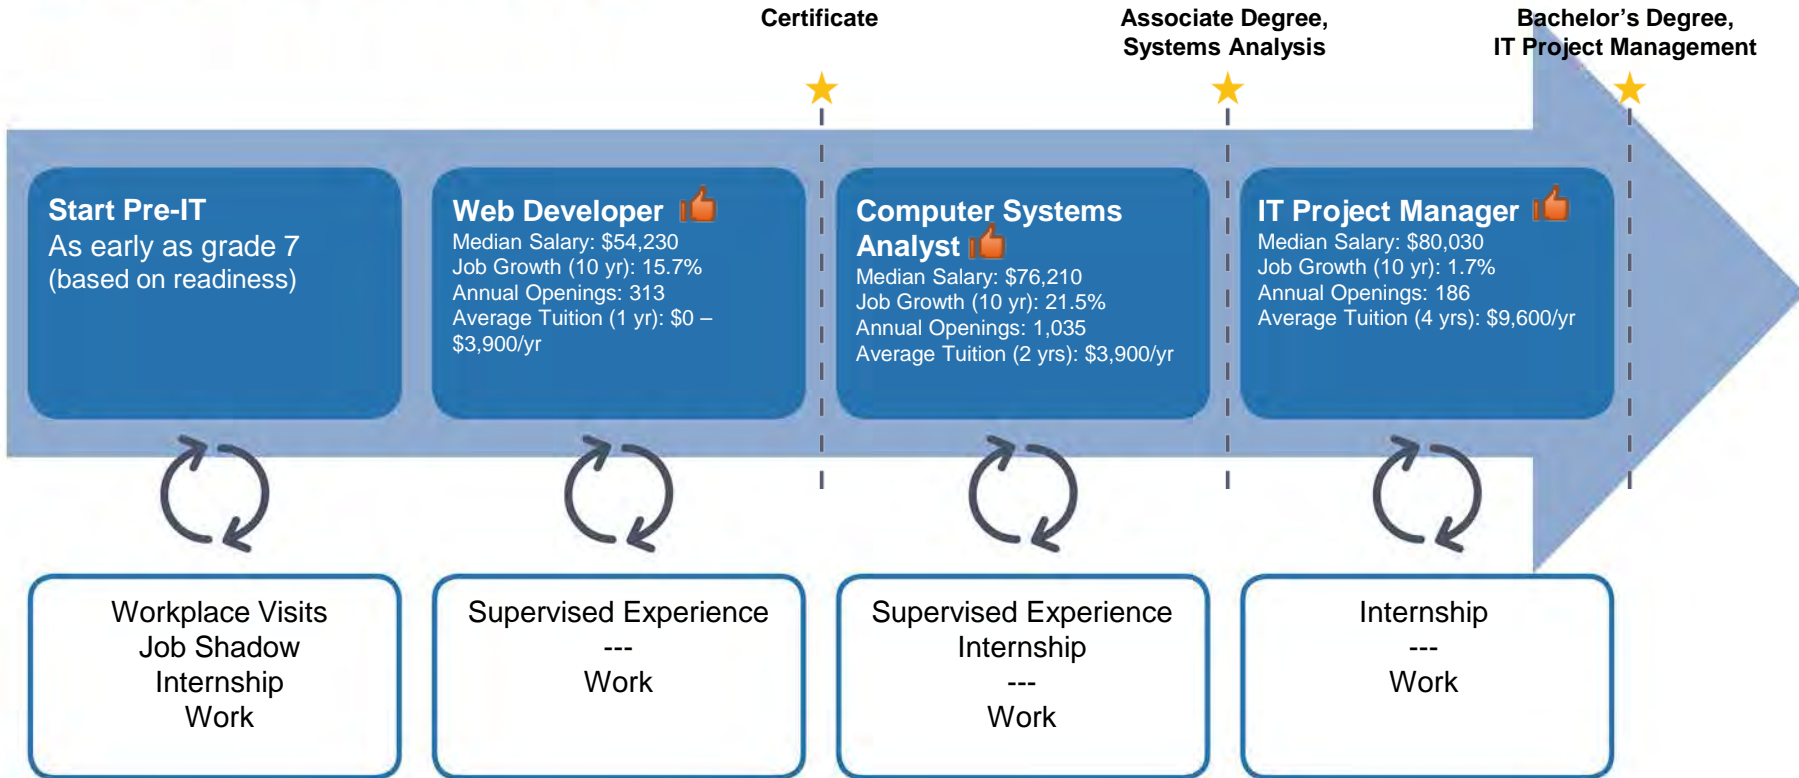 Certificate
Associate Degree,
Systems Analysis
Bachelor's Degree,
IT Project Management
Start Pre-IT
As early as grade 7
(based on readiness)
Web Developer
Median Salary: $54,230
Job Growth (10 yr): 15.7%
Annual Openings: 313
Average Tuition (1 yr): $0 –
$3,900/yr
Computer Systems
Analyst
Median Salary: $76,210
Job Growth (10 yr): 21.5%
Annual Openings: 1,035
Average Tuition (2 yrs): $3,900/yr
IT Project Manager
Median Salary: $80,030
Job Growth (10 yr): 1.7%
Annual Openings: 186
Average Tuition (4 yrs): $9,600/yr
Workplace Visits
Job Shadow
Internship
Work
Supervised Experience
---
Work
Supervised Experience
Internship
---
Work
Internship
---
Work